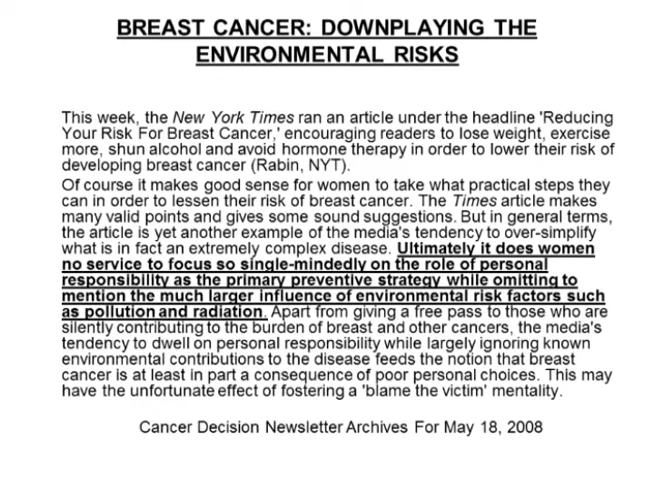 BREAST CANCER: DOWNPLAYING THE
ENVIRONMENTAL RISKS
This week, the New York Times ran an article under the headline 'Reducing
Your Risk For Breast Cancer,' encouraging readers to lose weight, exercise
more, shun alcohol and avoid hormone therapy in order to lower their risk of
developing breast cancer (Rabin, NYT).
Of course it makes good sense for women to take what practical steps they
can in order to lessen their risk of breast cancer. The Times article makes
many valid points and gives some sound suggestions. But in general terms,
the article is yet another example of the media's tendency to over-simplify
what is in fact an extremely complex disease. Ultimately it does women
no service to focus so single-mindedly on the role of personal
responsibility as the primary preventive strategy while omitting to
mention the much larger influence of environmental risk factors such
as pollution and radiation. Apart from giving a free pass to those who are
silently contributing to the burden of breast and other cancers, the media's
tendency to dwell on personal responsibility while largely ignoring known
environmental contributions to the disease feeds the notion that breast
cancer is at least in part a consequence of poor personal choices. This may
have the unfortunate effect of fostering a 'blame the victim' mentality.
Cancer Decision Newsletter Archives For May 18, 2008